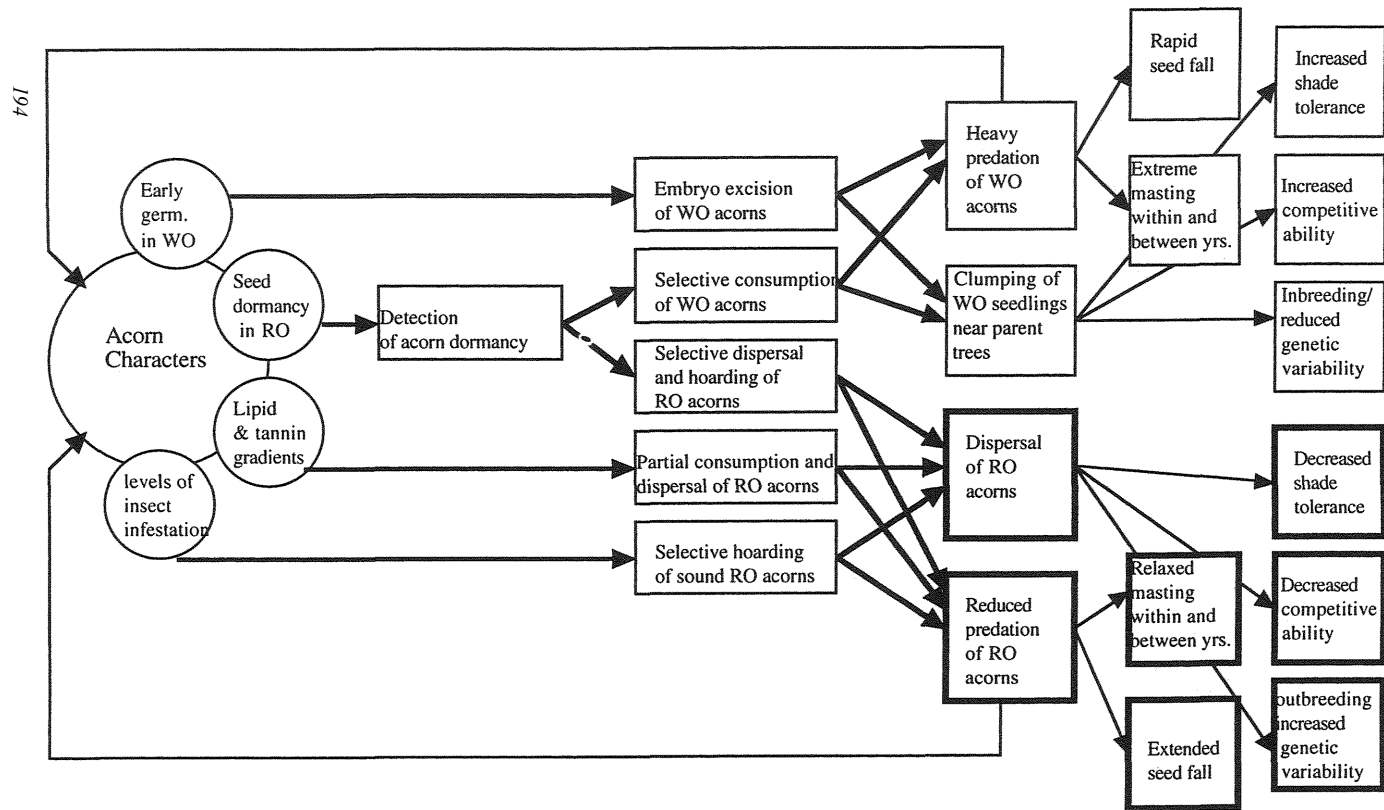 194
Acorn
Characters
Early
germ.
in WO
Seed
dormancy
in RO
Lipid
& tannin
gradients
levels of
insect
infestation
Detection
of acorn dormancy
Embryo excision
of WO acorns
Selective consumption
of WO acorns
Selective dispersal
and hoarding of
RO acorns
Partial consumption and
dispersal of RO acorns
Selective hoarding
of sound RO acorns
Heavy
predation
of WO
acorns
Clumping of
WO seedlings
near parent
trees
Dispersal
of RO
acorns
Reduced
predation
of RO
acorns
Rapid
seed fall
Extreme
masting
within and
between yrs.
Relaxed
masting
within and
between yrs.
Extended
seed fall
Increased
shade
tolerance
Increased
competitive
ability
Inbreeding/
reduced
genetic
variability
Decreased
shade
tolerance
Decreased
competitive
ability
outbreeding
increased
genetic
variability